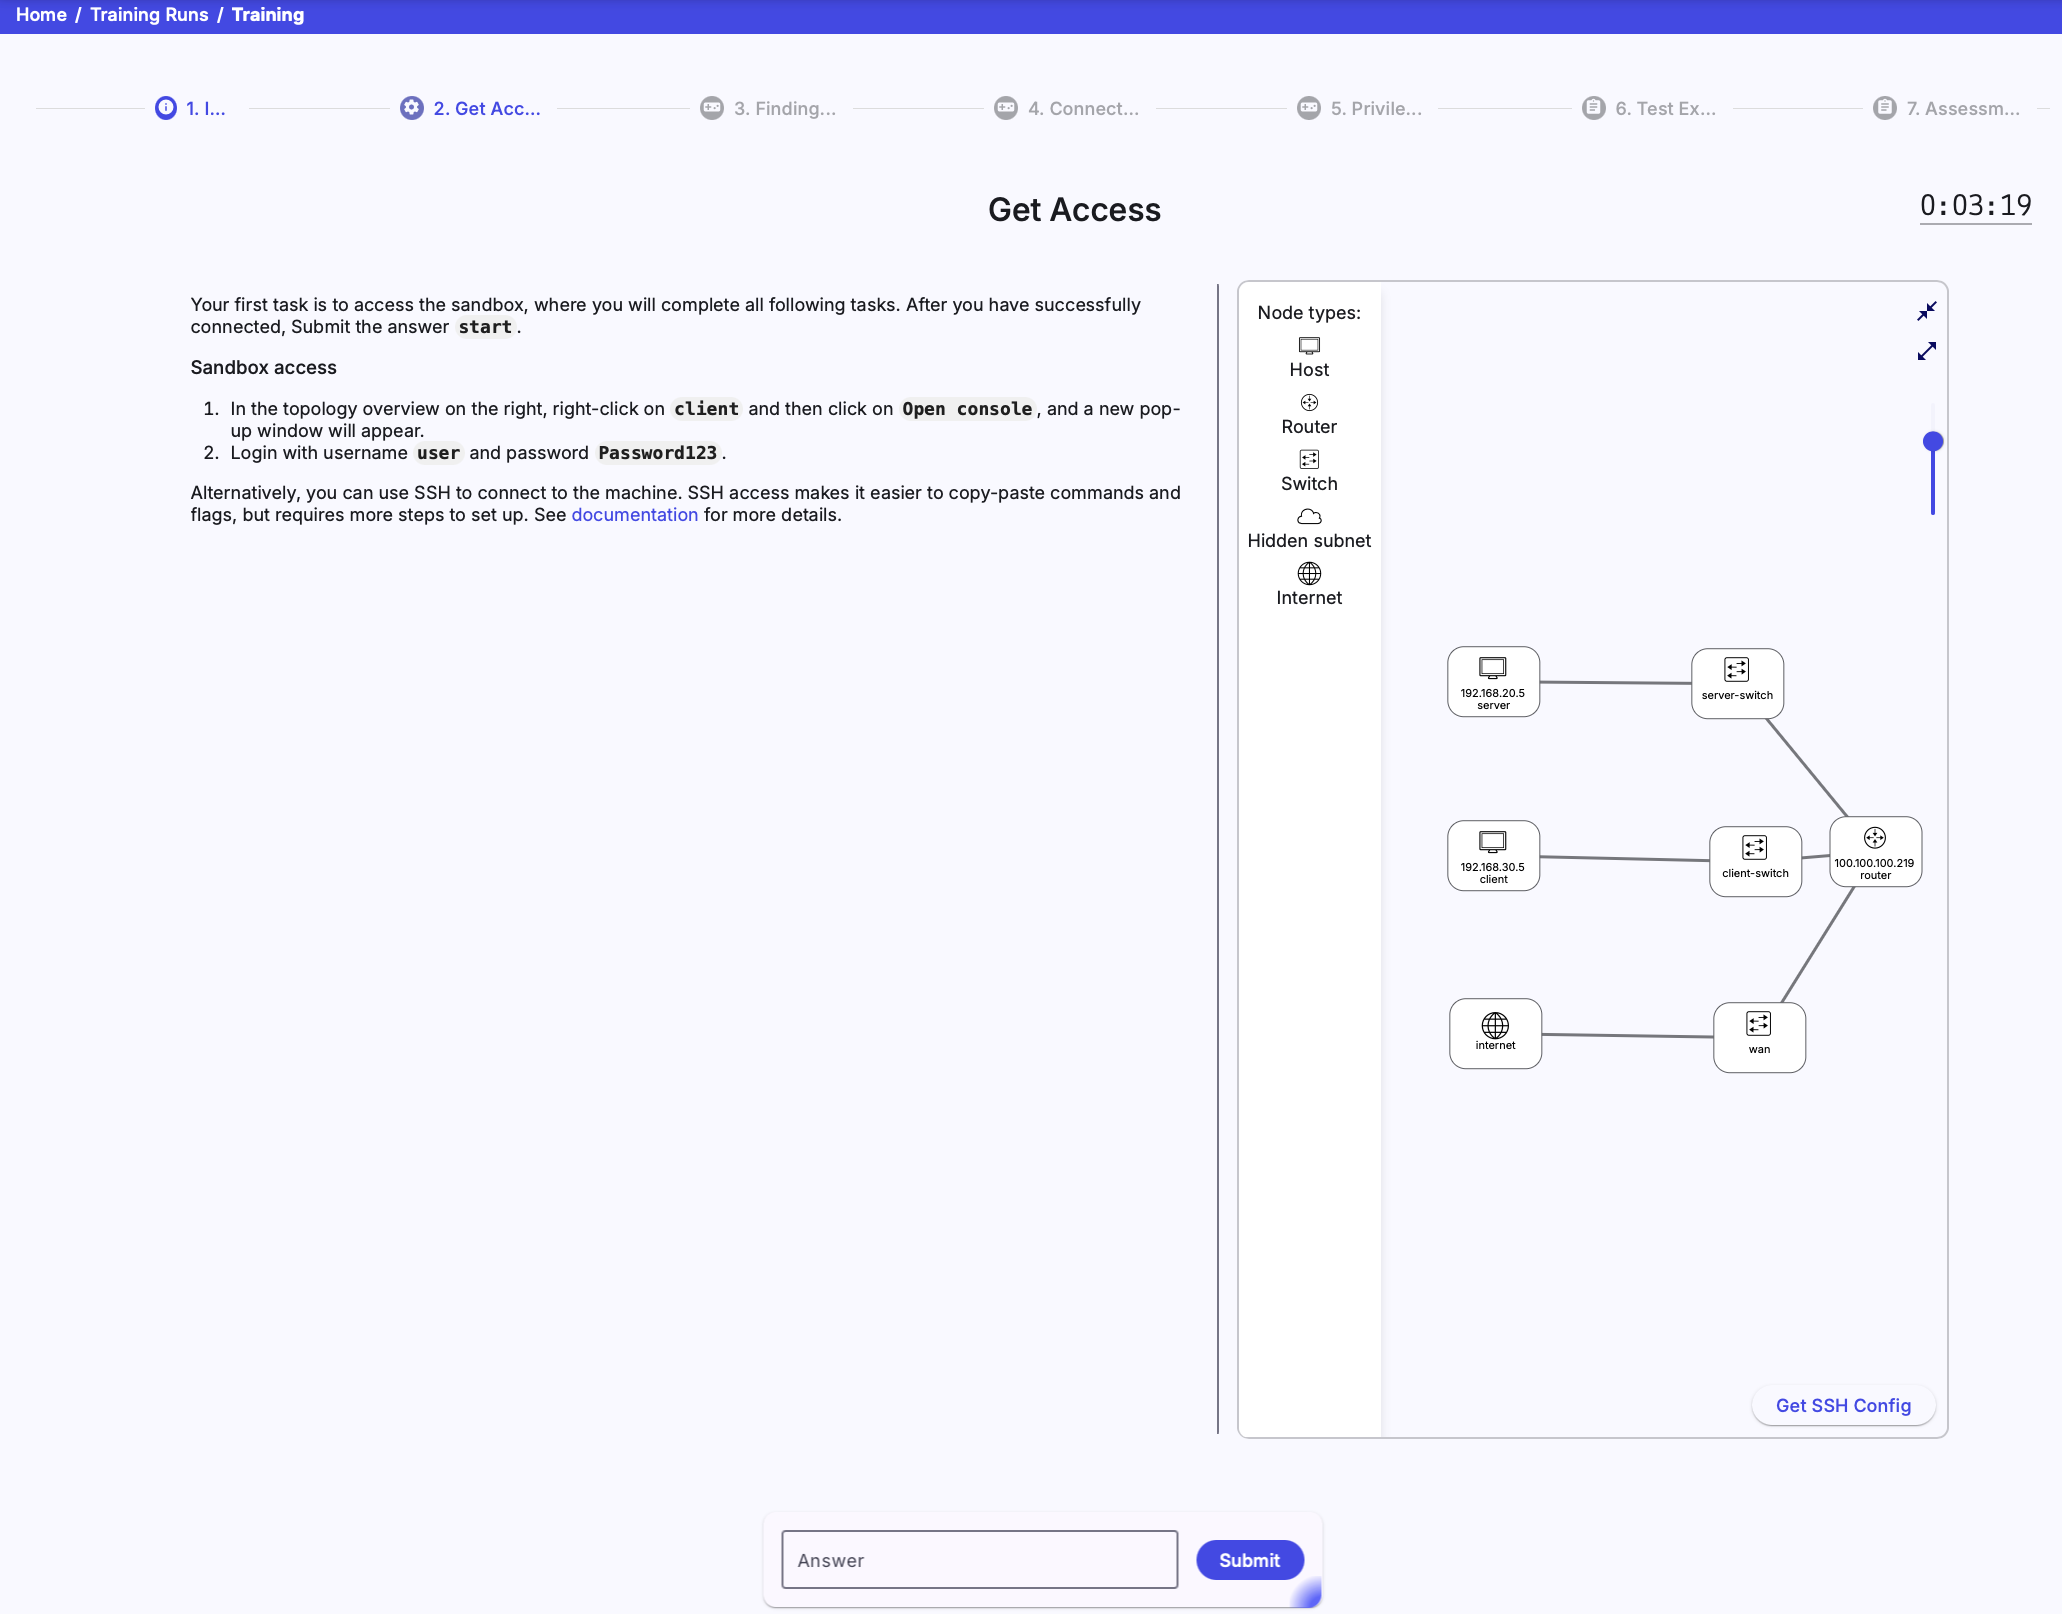 Home / Training Runs / Training
1. I...
2. Get Acc...
3. Finding...
4. Connect...
5. Privile...
6. Test Ex...
7. Assessm...
Get Access
0:03:19
Your first task is to access the sandbox, where you will complete all following tasks. After you have successfully
connected, Submit the answer start.
Sandbox access
1. In the topology overview on the right, right-click on client and then click on Open console, and a new pop-
up window will appear.
2. Login with username user and password Password123.
Alternatively, you can use SSH to connect to the machine. SSH access makes it easier to copy-paste commands and
flags, but requires more steps to set up. See documentation for more details.
Node types:
Host
Router
Switch
Hidden subnet
Internet
192.168.20.5
server
server-switch
192.168.30.5
client
client-switch
100.100.100.219
router
internet
wan
Get SSH Config
Answer
Submit